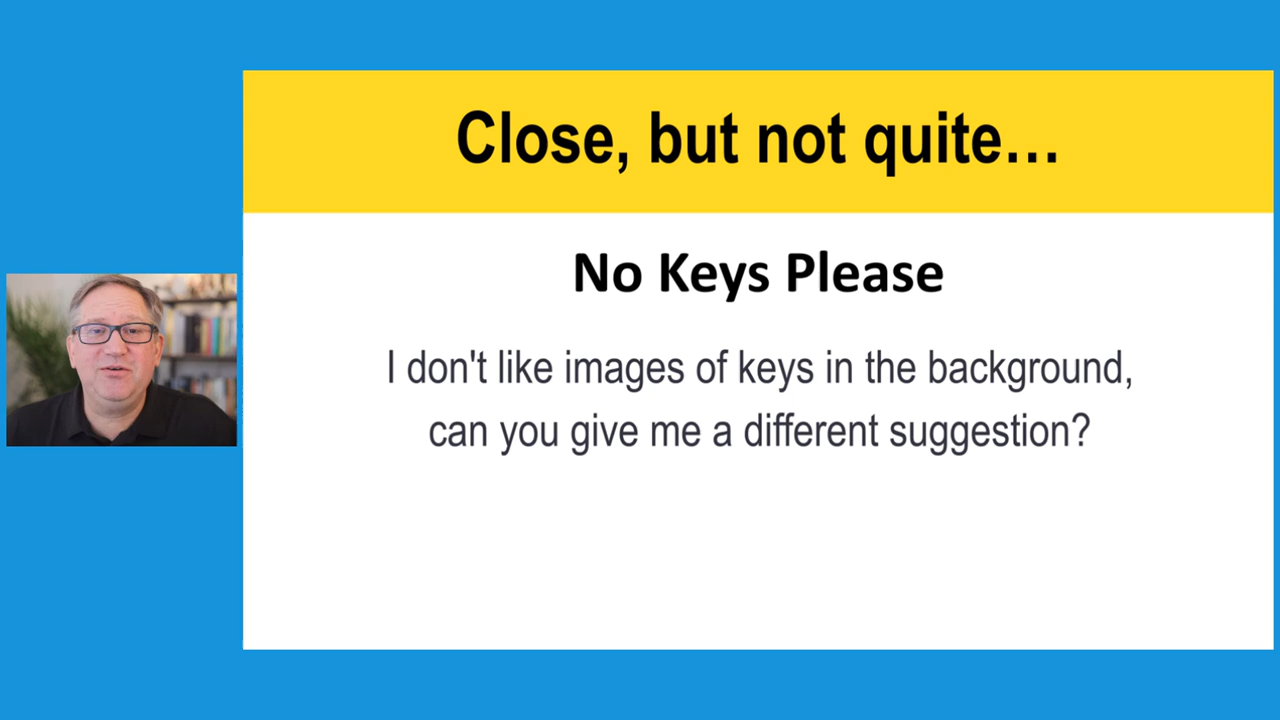 Close, but not quite…
No Keys Please
I don't like images of keys in the background,
can you give me a different suggestion?